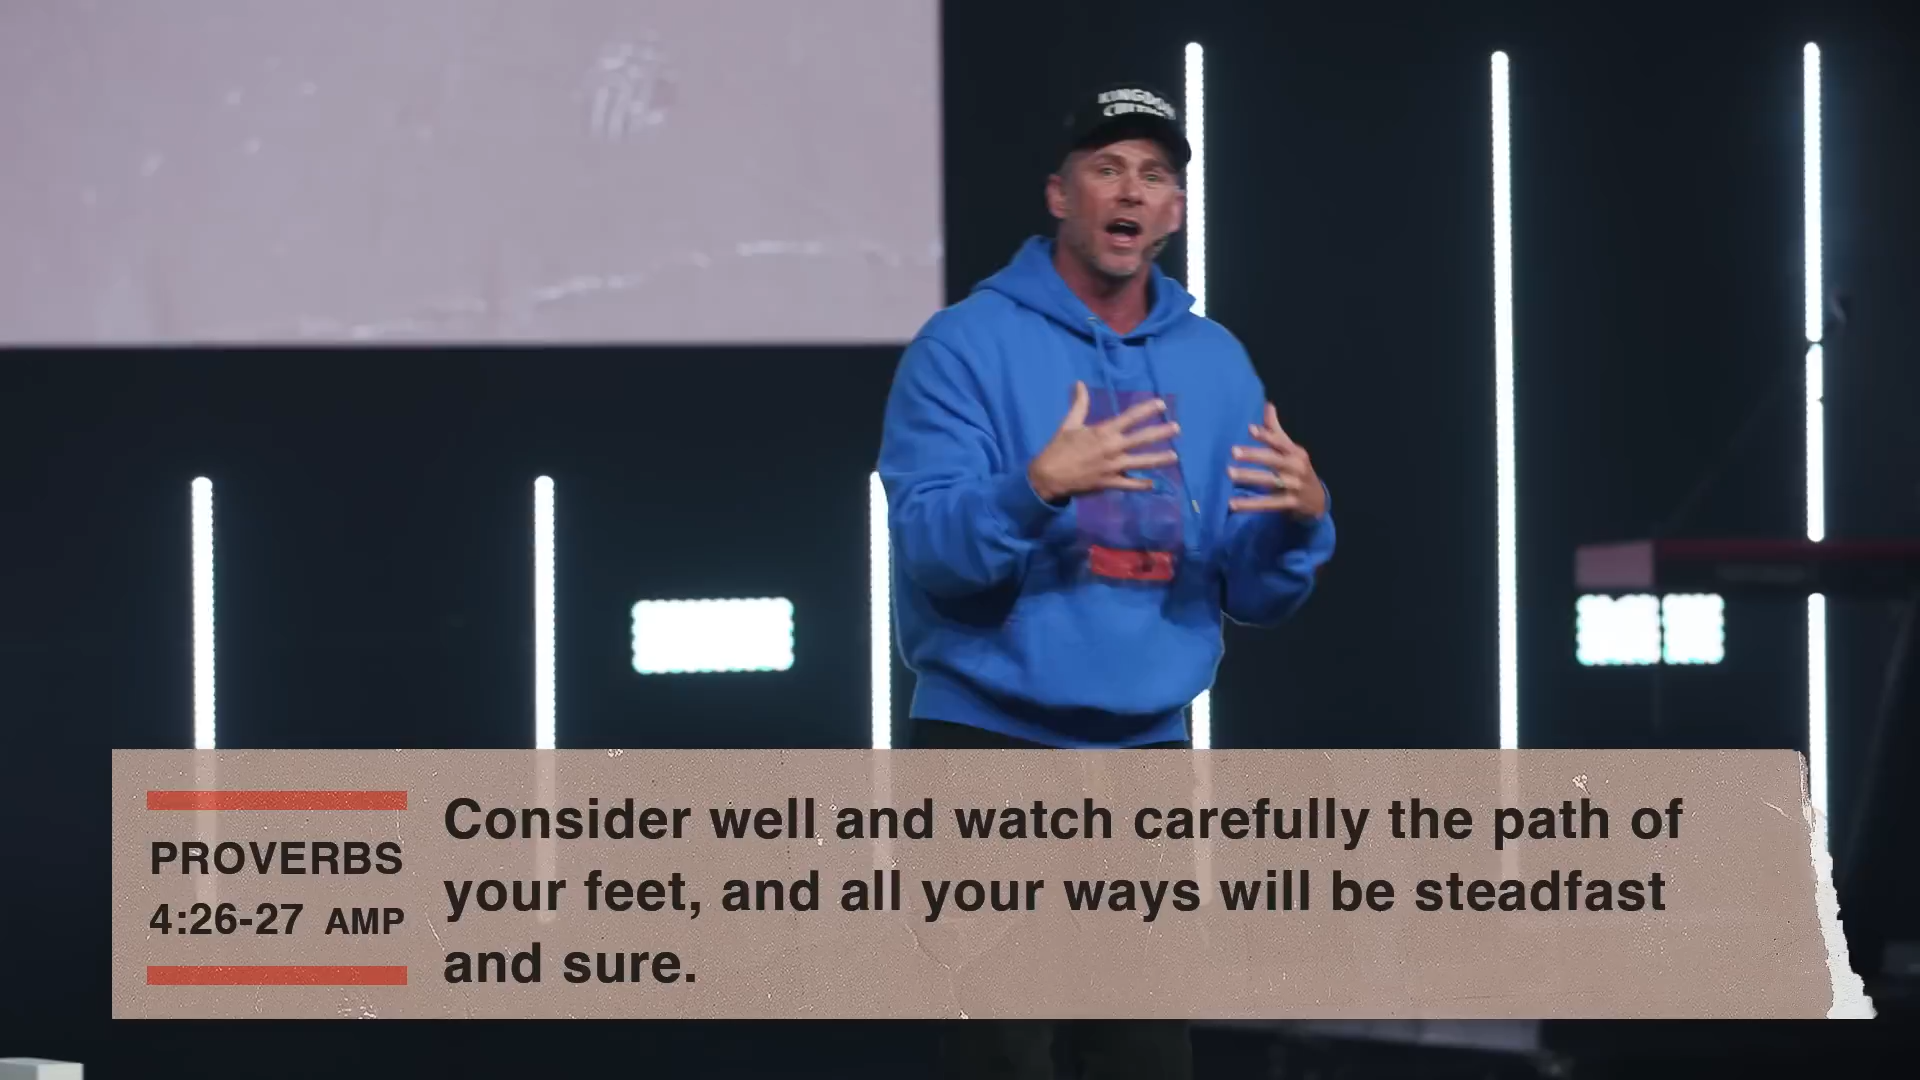 KINGDOM
PROVERBS
4:26-27 AMP
Consider well and watch carefully the path of
your feet, and all your ways will be steadfast
and sure.